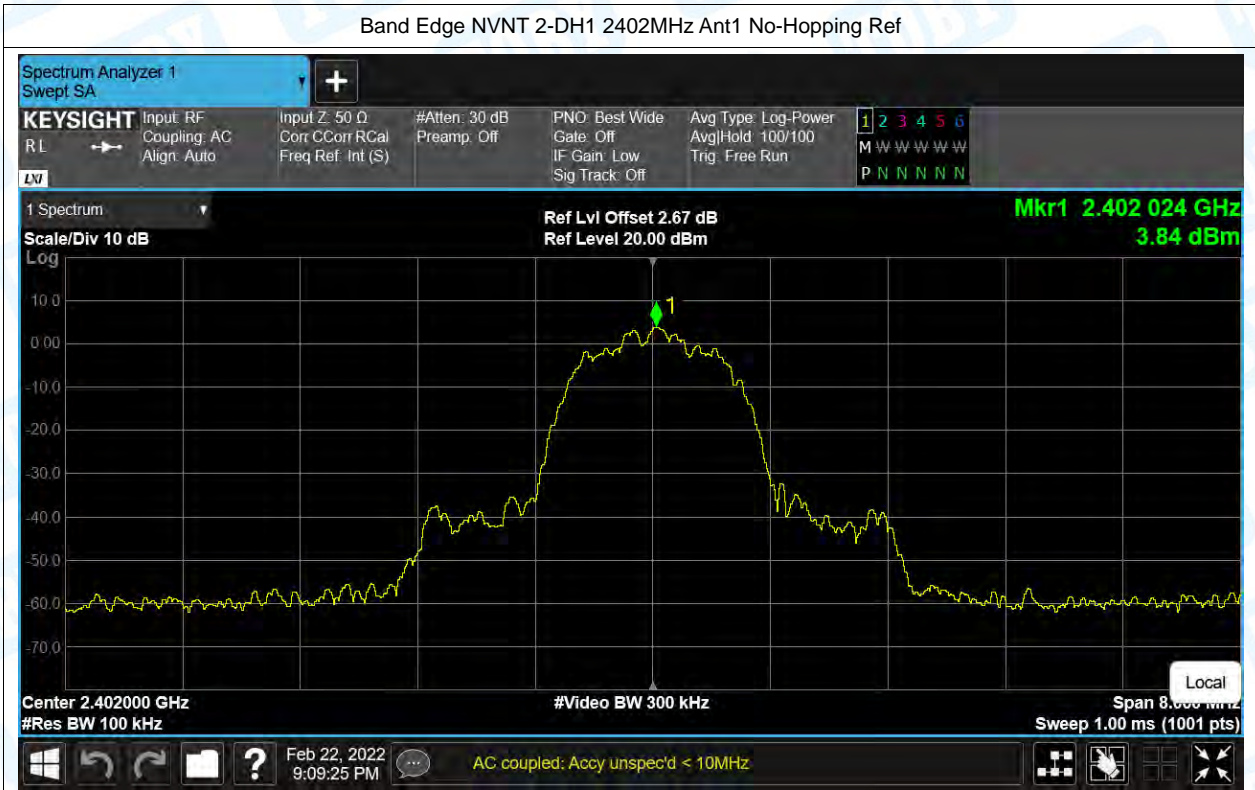 Band Edge NVNT 2-DH1 2402MHz Ant1 No-Hopping Ref
Spectrum Analyzer 1
Swept SA
+
KEYSIGHT
R L
LXI
Input: RF
Coupling: AC
Align: Auto
Input Z: 50 Ω
Corr CCorr RCal
Freq Ref: Int (S)
#Atten: 30 dB
Preamp: Off
PNO: Best Wide
Gate: Off
IF Gain: Low
Sig Track: Off
Avg Type: Log-Power
Avg|Hold: 100/100
Trig: Free Run
1 2 3 4 5 6
M W W W W W
P N N N N N
1 Spectrum
Scale/Div 10 dB
Ref Lvl Offset 2.67 dB
Ref Level 20.00 dBm
Mkr1 2.402 024 GHz
3.84 dBm
Log
10.0
0.00
-10.0
-20.0
-30.0
-40.0
-50.0
-60.0
-70.0
1
Local
Center 2.402000 GHz
#Video BW 300 kHz
Span 8.000 MHz
#Res BW 100 kHz
Sweep 1.00 ms (1001 pts)
?
Feb 22, 2022
9:09:25 PM
AC coupled: Accy unspec'd < 10MHz